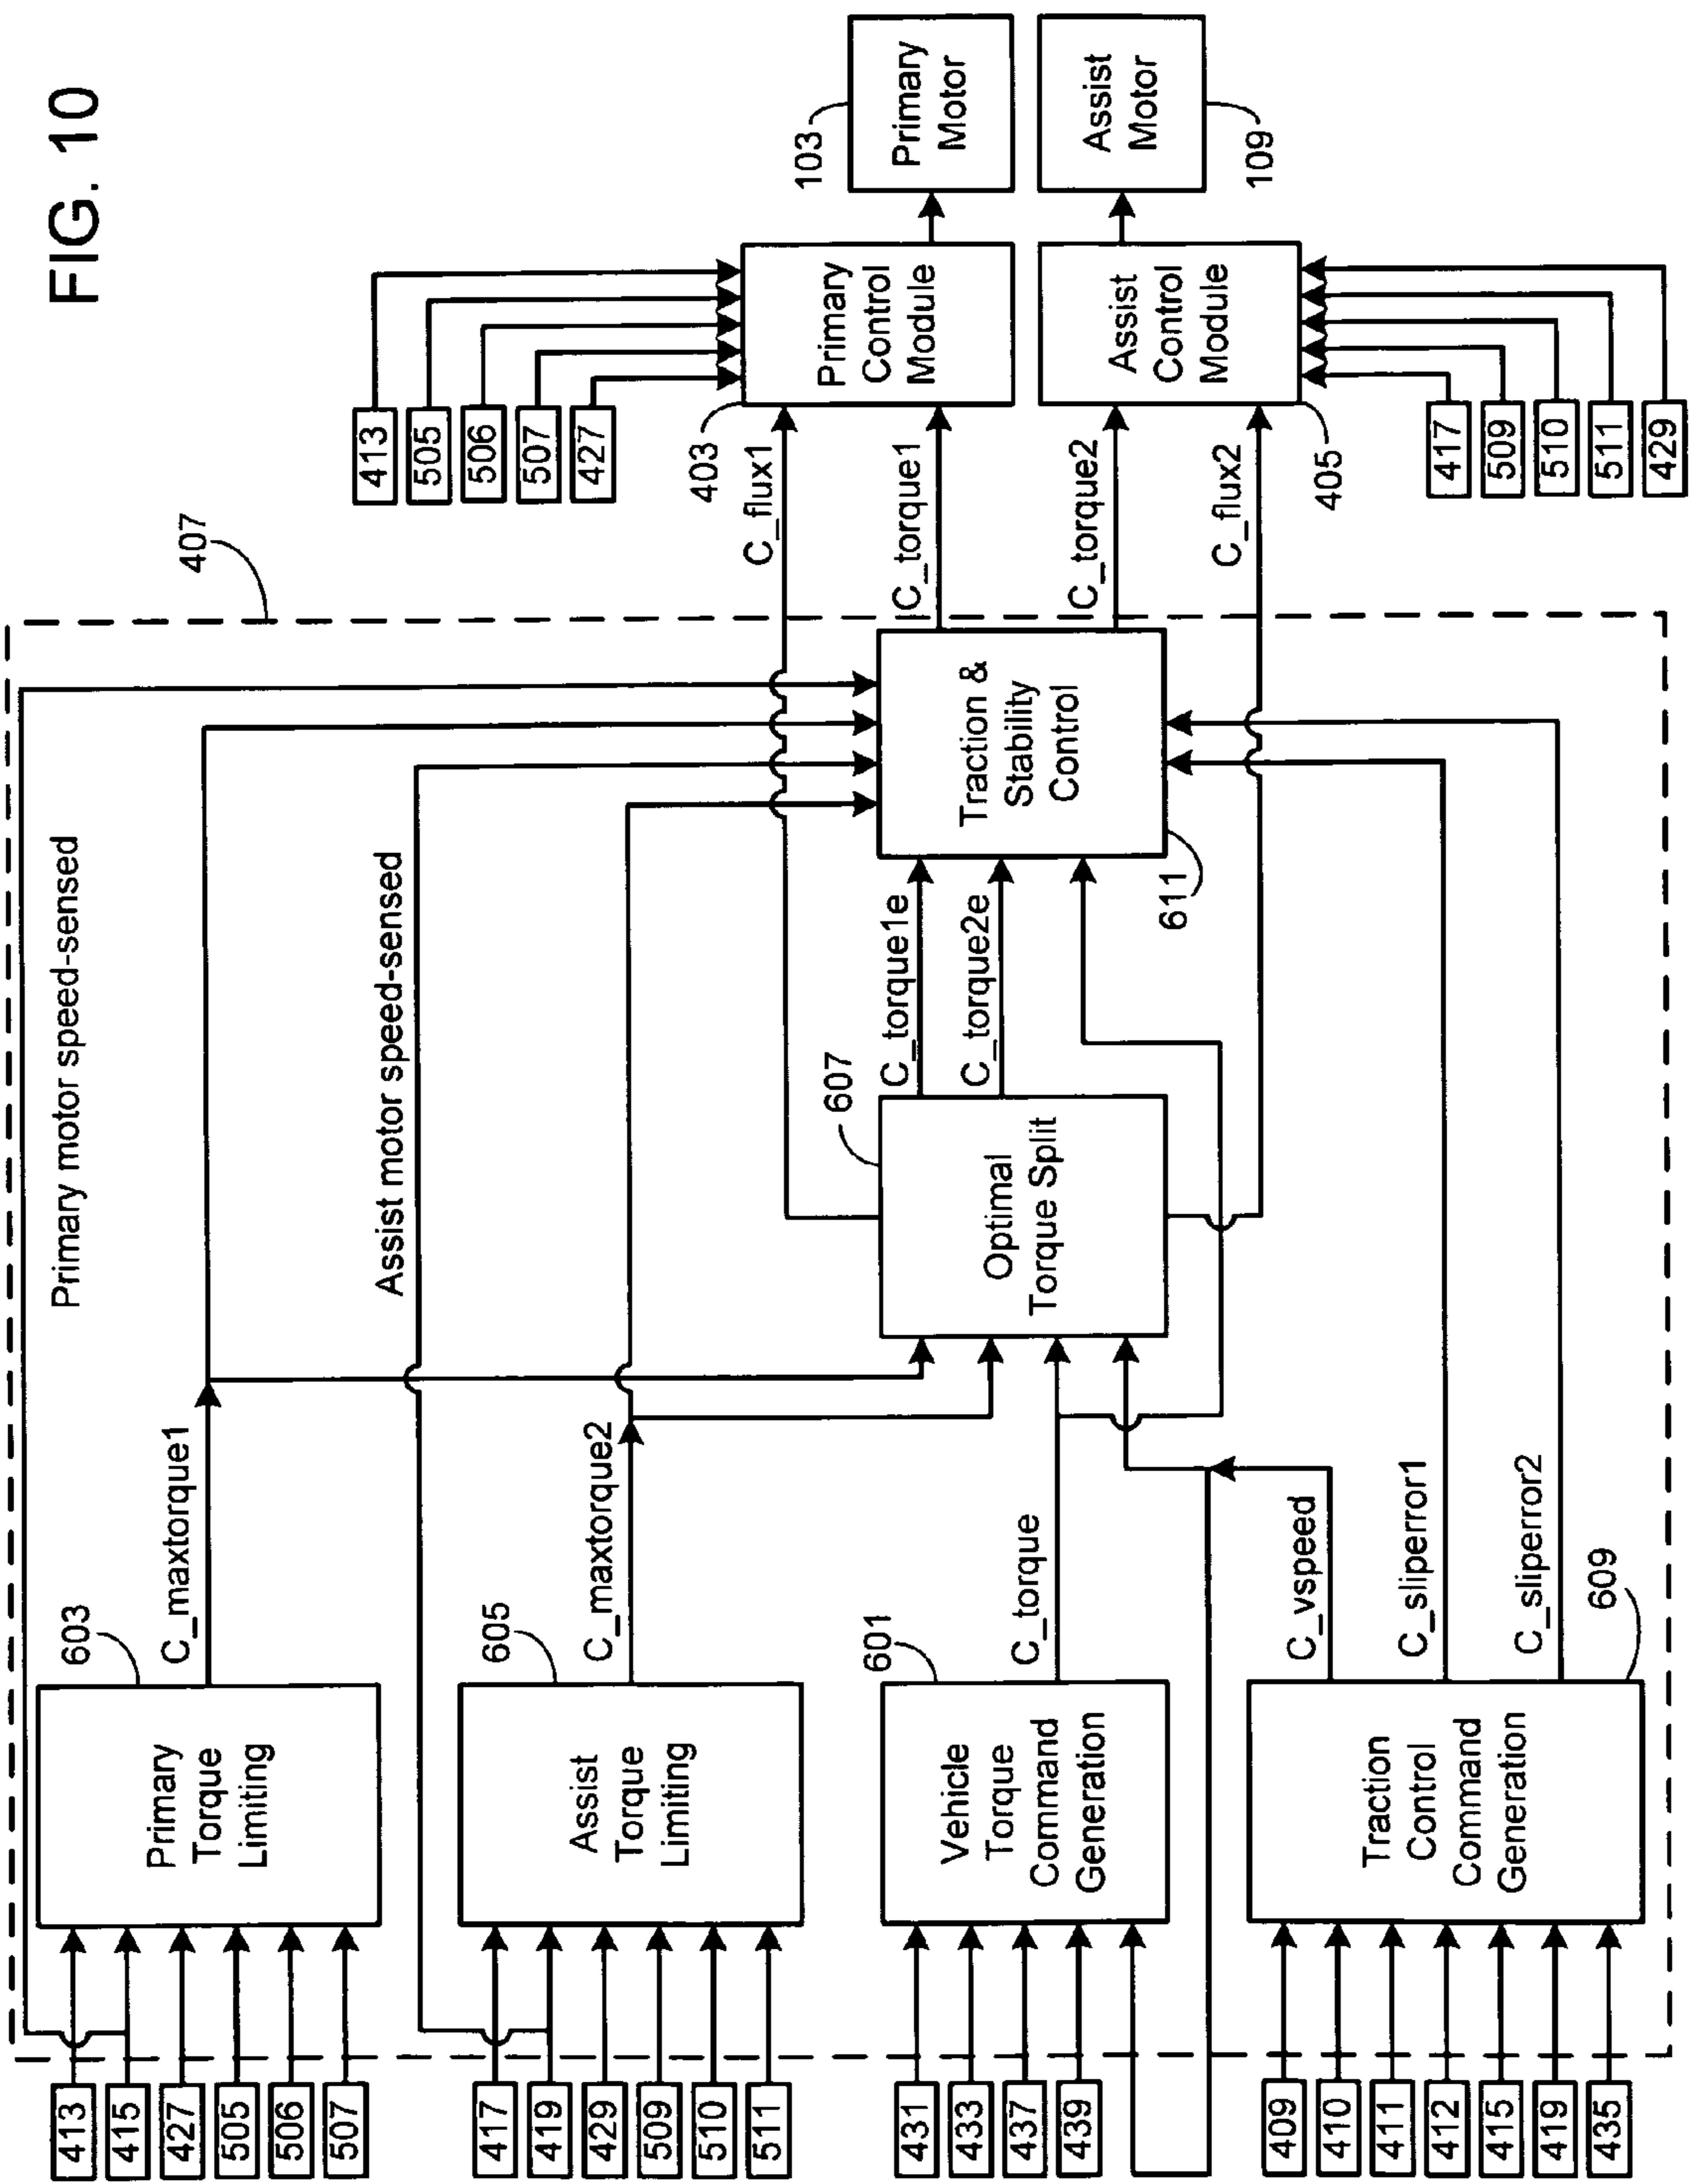 FIG. 10
407
Primary motor speed-sensed
Assist motor speed-sensed
413
415
427
505
506
507
603
Primary
Torque
Limiting
C_maxtorque1
417
419
429
509
510
511
605
Assist
Torque
Limiting
C_maxtorque2
431
433
437
439
601
Vehicle
Torque
Command
Generation
C_torque
409
410
411
412
415
419
435
609
Traction
Control
Command
Generation
C_vspeed
C_sliperror1
C_sliperror2
607
Optimal
Torque Split
C_torque1e
C_torque2e
611
Traction &
Stability
Control
C_flux1
C_torque1
C_torque2
C_flux2
413
505
506
507
427
403
Primary
Control
Module
405
Assist
Control
Module
417
509
510
511
429
103
Primary
Motor
109
Assist
Motor